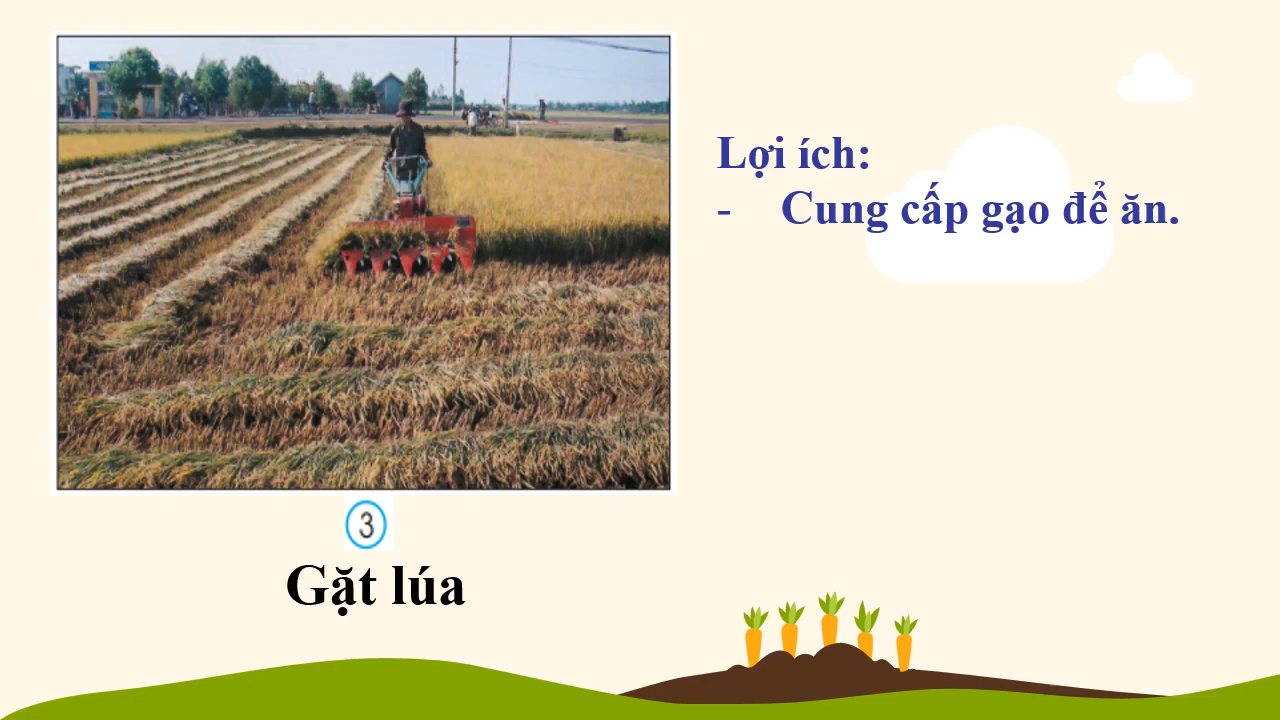 Lợi ích:
- Cung cấp gạo để ăn.
3
Gặt lúa